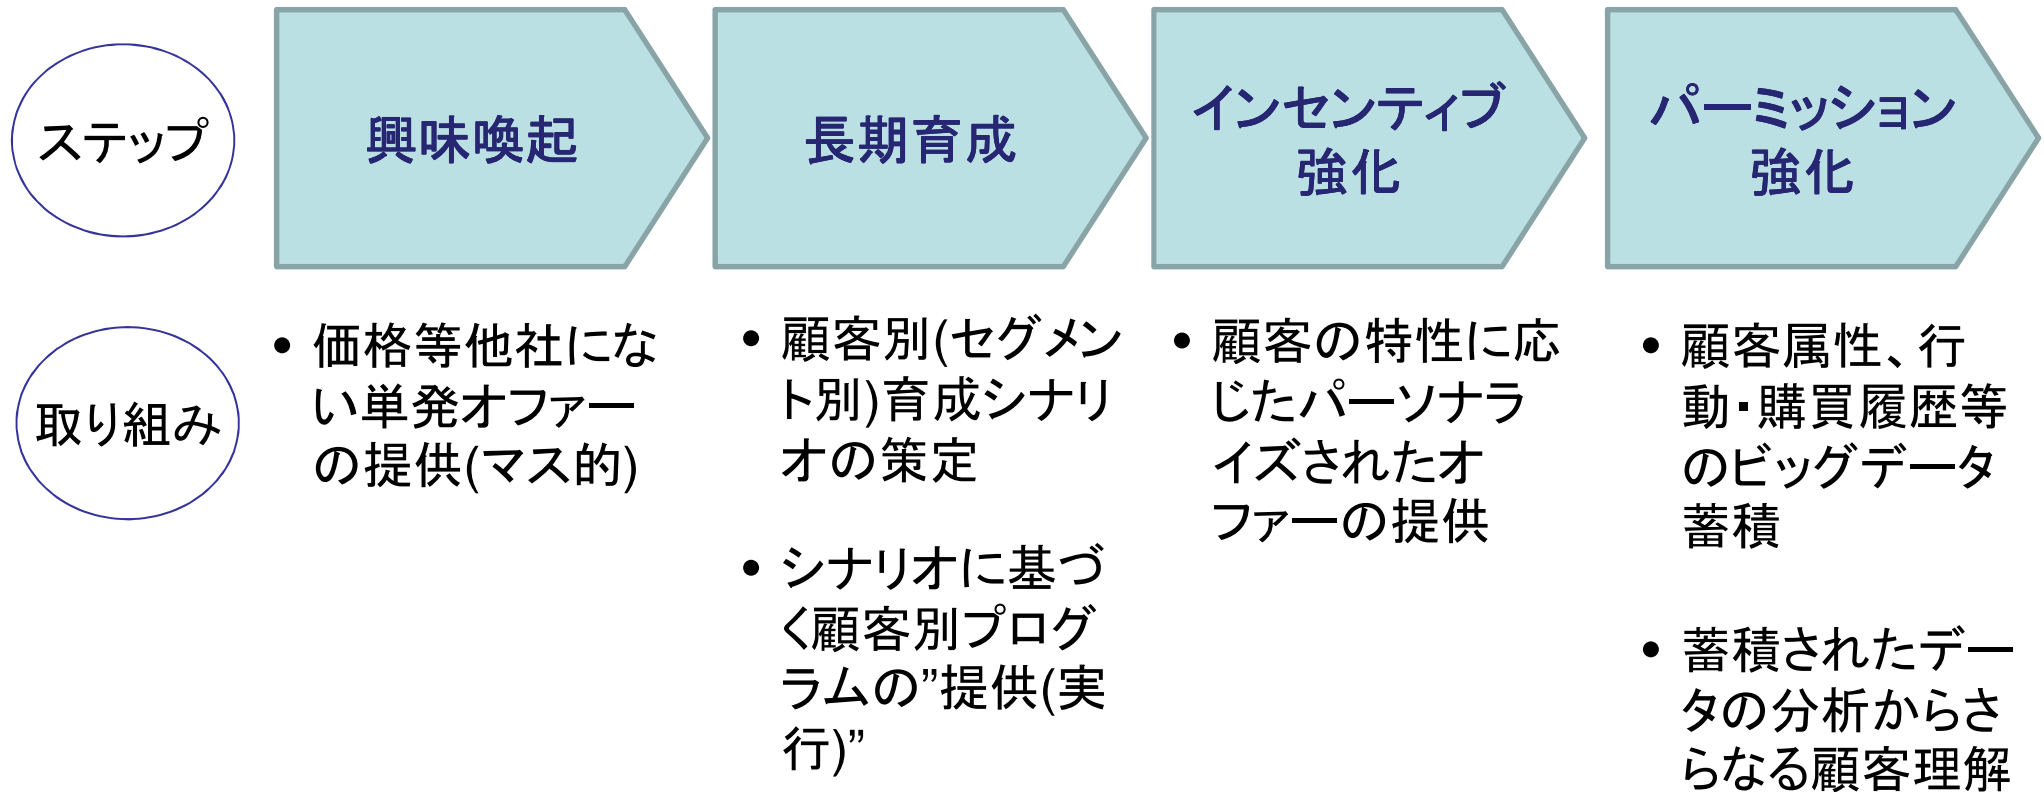 ステップ
興味喚起
長期育成
インセンティブ
強化
パーミッション
強化
取り組み
• 価格等他社にな
い単発オファー
の提供(マス的)
• 顧客別(セグメン
ト別)育成シナリ
オの策定
• シナリオに基づ
く顧客別プログ
ラムの”提供(実
行)”
• 顧客の特性に応
じたパーソナラ
イズされたオ
ファーの提供
• 顧客属性、行
動・購買履歴等
のビッグデータ
蓄積
• 蓄積されたデー
タの分析からさ
らなる顧客理解